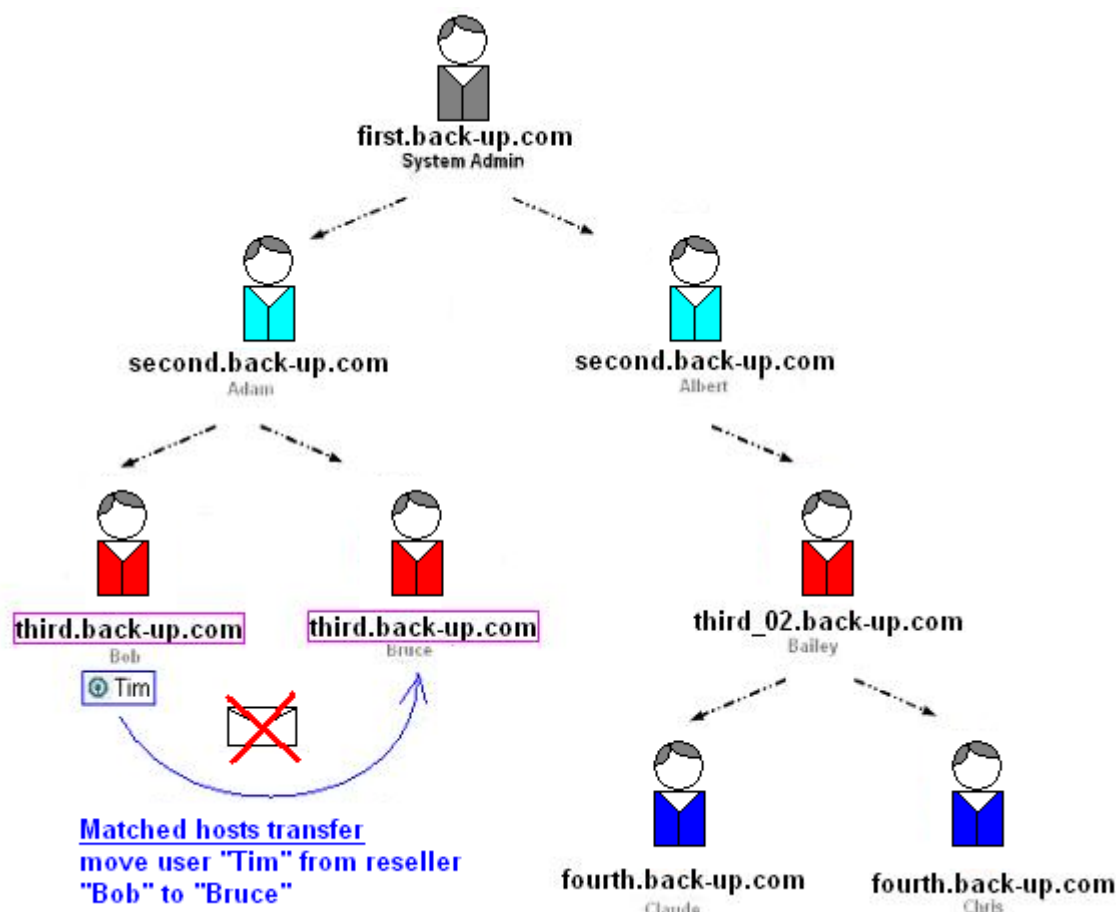 first.back-up.com
System Admin
second.back-up.com
Adam
second.back-up.com
Albert
third.back-up.com
Bob
Tim
third.back-up.com
Bruce
third_02.back-up.com
Bailey
Matched hosts transfer
move user "Tim" from reseller
"Bob" to "Bruce"
fourth.back-up.com
Claude
fourth.back-up.com
Chris